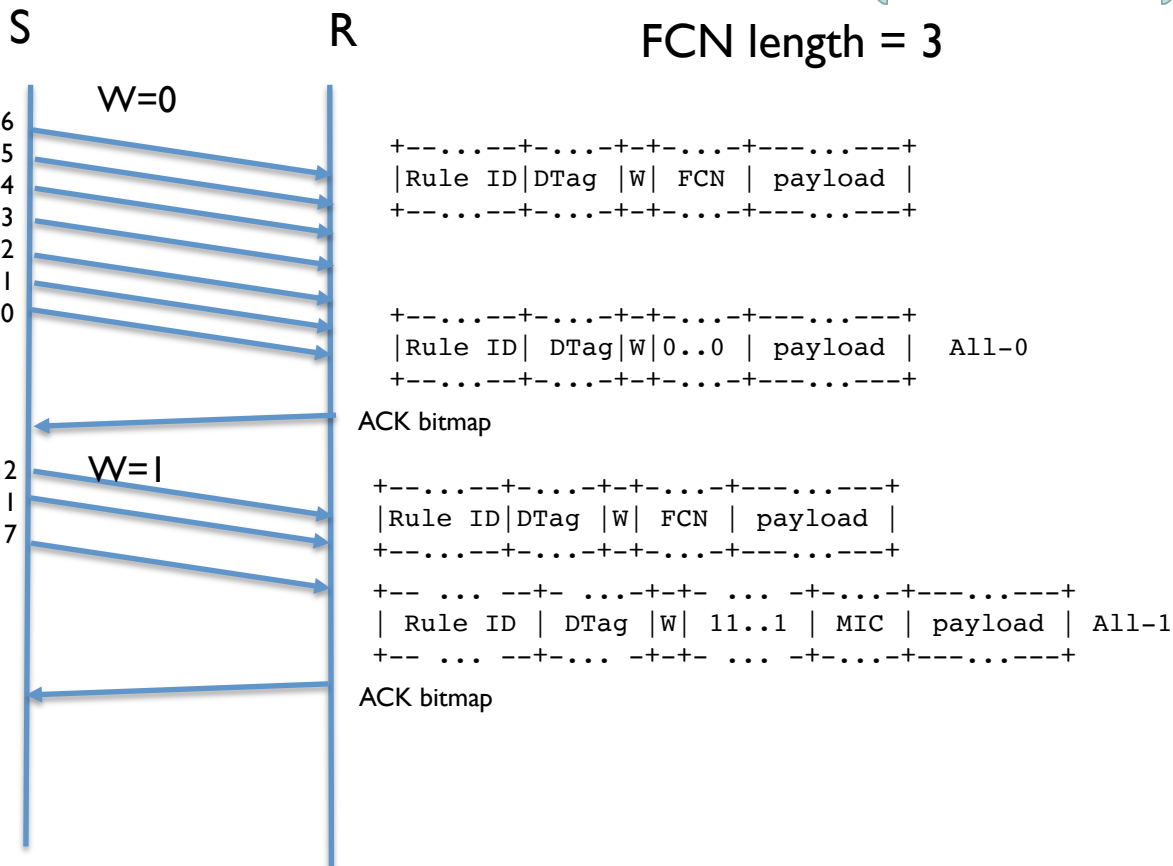 S
R
FCN length = 3
W=0
6
5
4
3
2
1
0
+--...--+-...-+-+-...-+---...---+
|Rule ID|DTag |W| FCN | payload |
+--...--+-...-+-+-...-+---...---+
+--...--+-...-+-+-...-+---...---+
|Rule ID| DTag|W|0..0 | payload | All-0
+--...--+-...-+-+-...-+---...---+
ACK bitmap
W=1
2
1
7
+--...--+-...-+-+-...-+---...---+
|Rule ID|DTag |W| FCN | payload |
+--...--+-...-+-+-...-+---...---+
+-- ... --+- ...-+-+- ... -+-...-+---...---+
| Rule ID | DTag |W| 11..1 | MIC | payload | All-1
+-- ... --+-... -+-+- ... -+-...-+---...---+
ACK bitmap